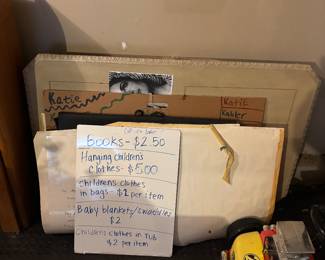 Katie
Katie
Kahler
books - $2.50
Hanging children's
clothes - $5.00
childrens clothes
in bags - $2 per item
Baby blankets/swaddles
$2
Childrens clothes in TUB
$2 per item